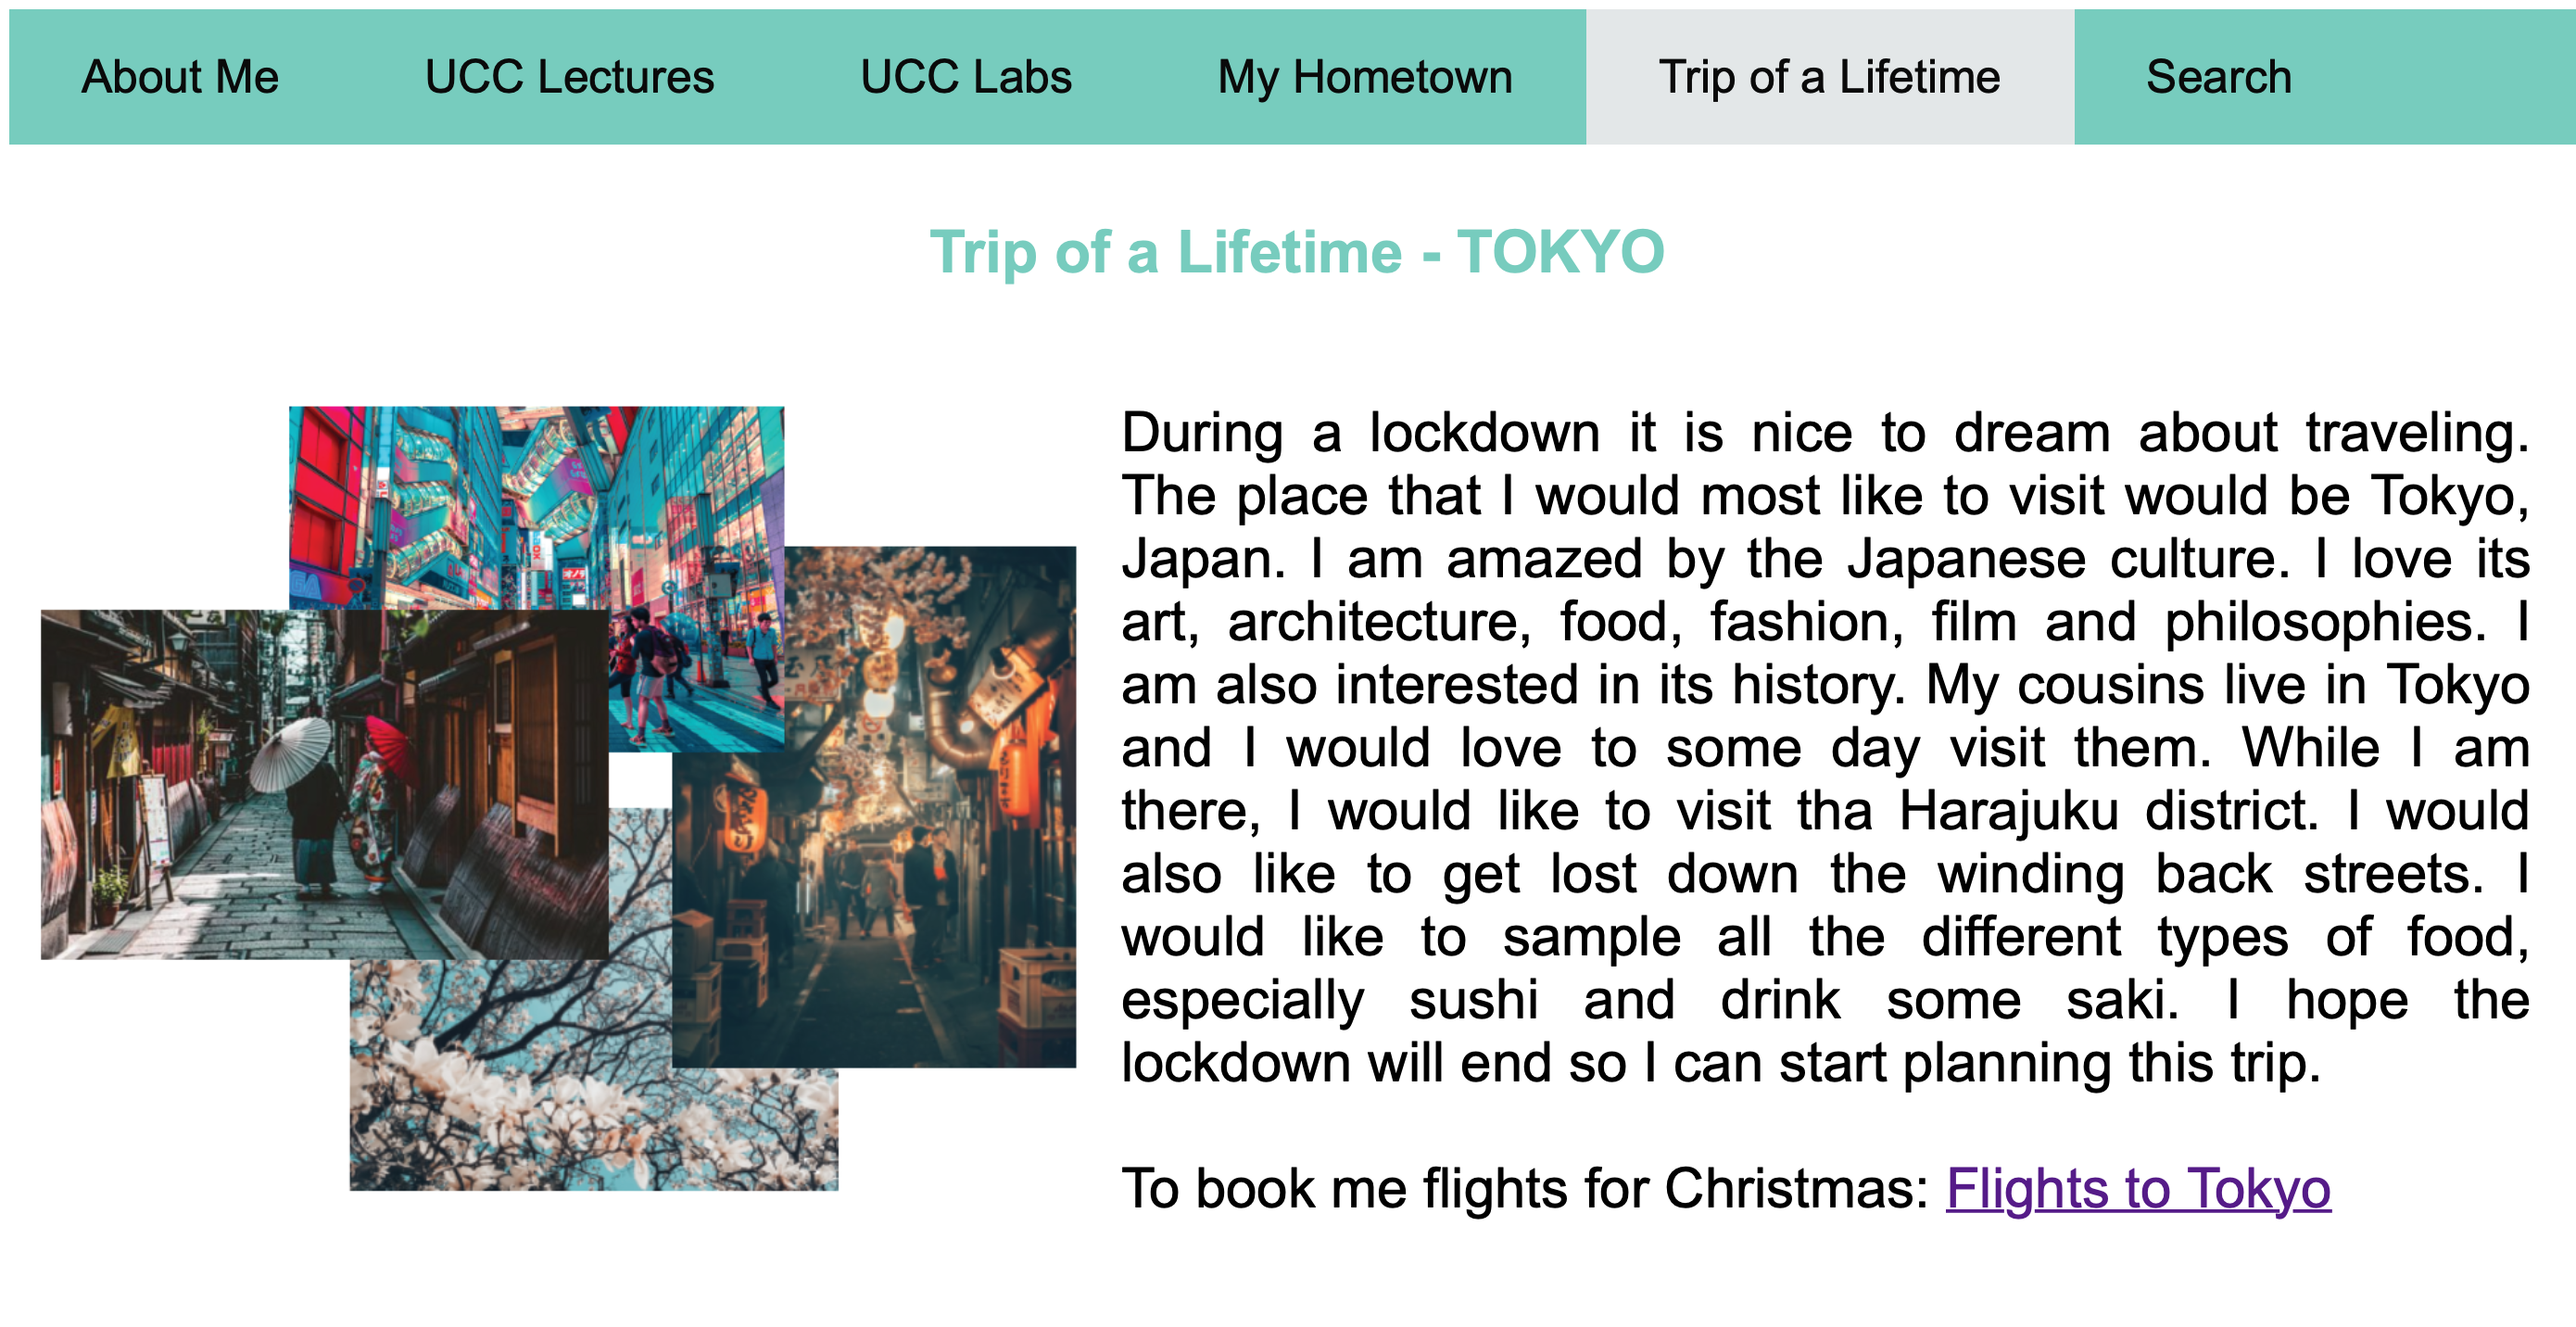 About Me UCC Lectures UCC Labs My Hometown Trip of a Lifetime Search
Trip of a Lifetime - TOKYO
During a lockdown it is nice to dream about traveling.
The place that I would most like to visit would be Tokyo,
Japan. I am amazed by the Japanese culture. I love its
art, architecture, food, fashion, film and philosophies. I
am also interested in its history. My cousins live in Tokyo
and I would love to some day visit them. While I am
there, I would like to visit tha Harajuku district. I would
also like to get lost down the winding back streets. I
would like to sample all the different types of food,
especially sushi and drink some saki. I hope the
lockdown will end so I can start planning this trip.
To book me flights for Christmas: Flights to Tokyo